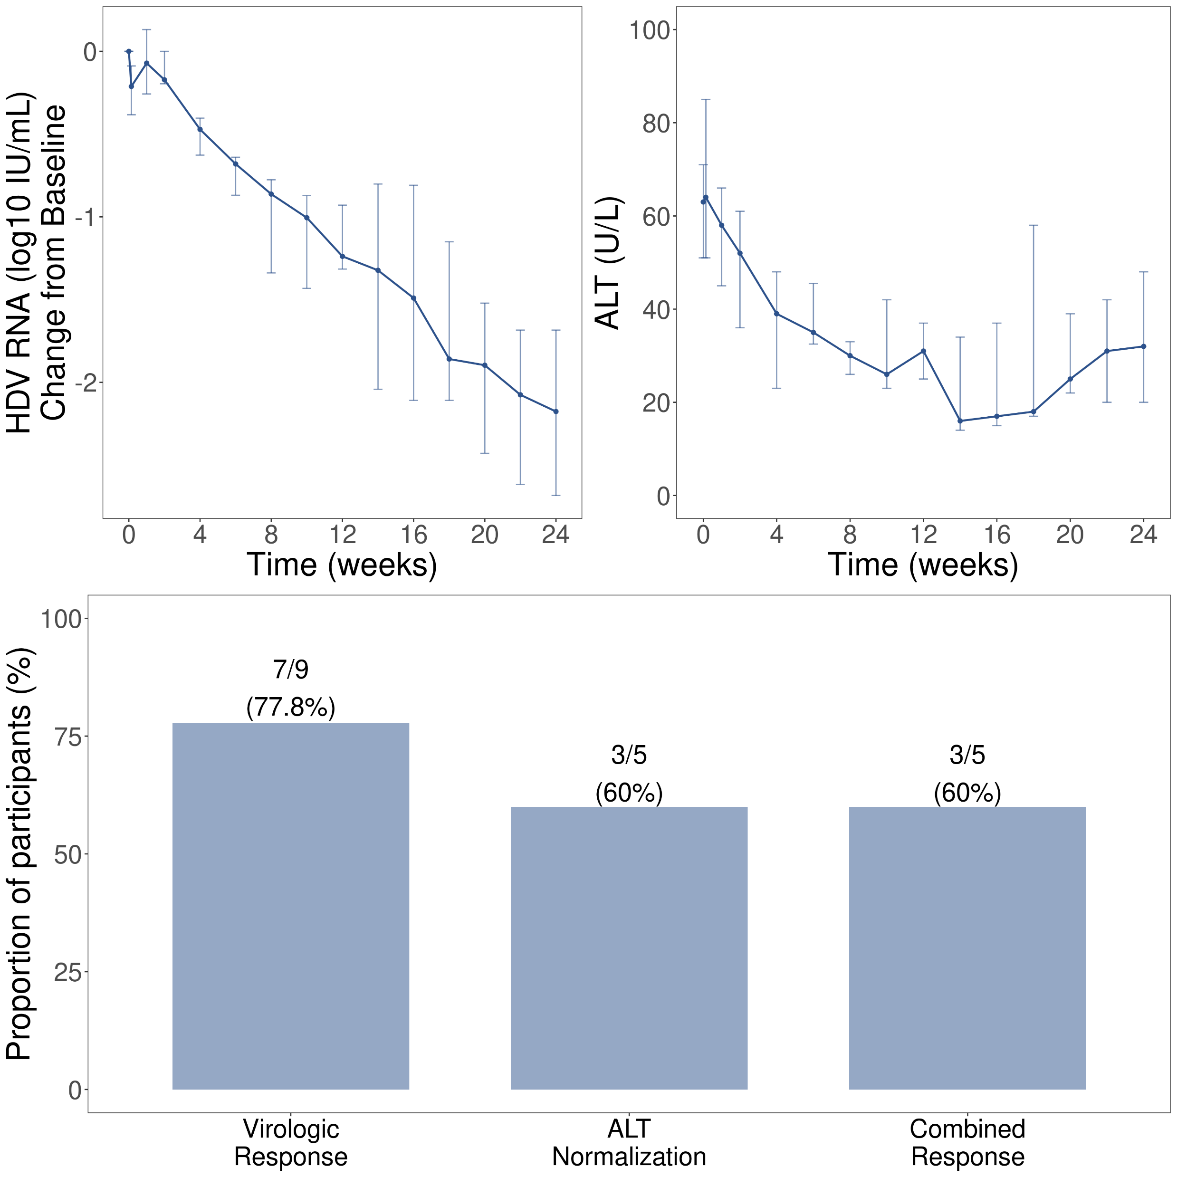 HDV RNA (log10 IU/mL)
Change from Baseline
0
-1
-2
0 4 8 12 16 20 24
Time (weeks)
ALT (U/L)
100
80
60
40
20
0
0 4 8 12 16 20 24
Time (weeks)
Proportion of participants (%)
100
75
50
25
0
7/9
(77.8%)
3/5
(60%)
3/5
(60%)
Virologic
Response
ALT
Normalization
Combined
Response